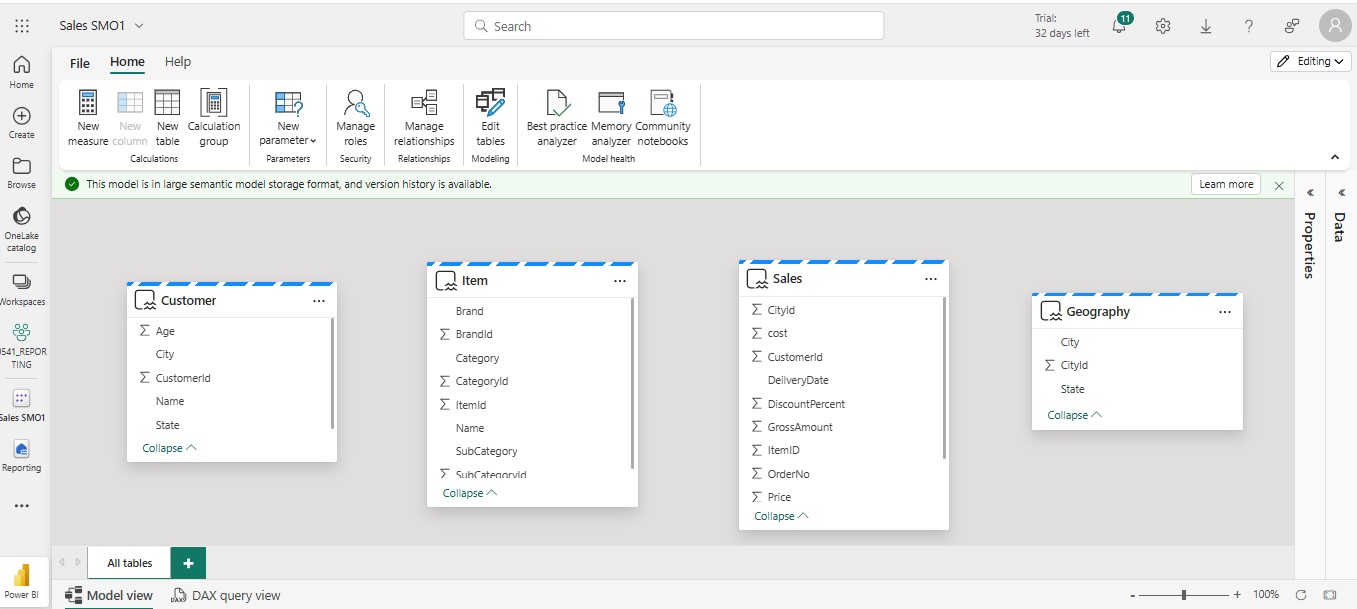 Sales SMO1
Search
Trial:
32 days left
11
File
Home
Help
Editing
Home
Create
Browse
OneLake
catalog
Workspaces
REPOR
TING
Sales SMO1
Reporting
Power BI
New
measure
New
column
New
table
Calculation
group
Calculations
New
parameter
Parameters
Manage
roles
Security
Manage
relationships
Relationships
Edit
tables
Modeling
Best practice
analyzer
Memory
analyzer
Community
notebooks
Model health
This model is in large semantic model storage format, and version history is available.
Learn more
Customer
Age
City
CustomerId
Name
State
Collapse
Item
Brand
BrandId
Category
CategoryId
ItemId
Name
SubCategory
SubCategoryId
Collapse
Sales
CityId
cost
CustomerId
DeilveryDate
DiscountPercent
GrossAmount
ItemID
OrderNo
Price
Collapse
Geography
City
CityId
State
Collapse
Properties
Data
All tables
Model view
DAX
DAX query view
- + 100%